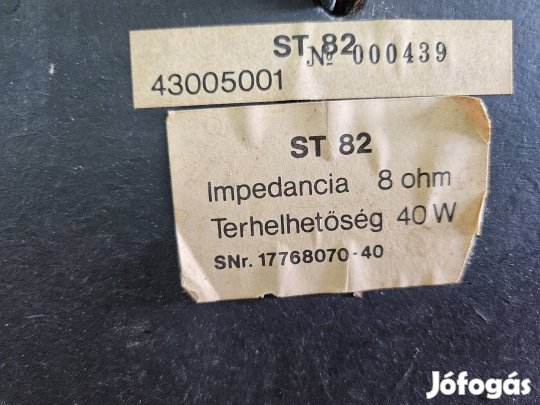 ST 82
№ 000439
43005001
ST 82
Impedancia 8 ohm
Terhelhetőség 40 W
SNr. 17768070-40
Jófogás